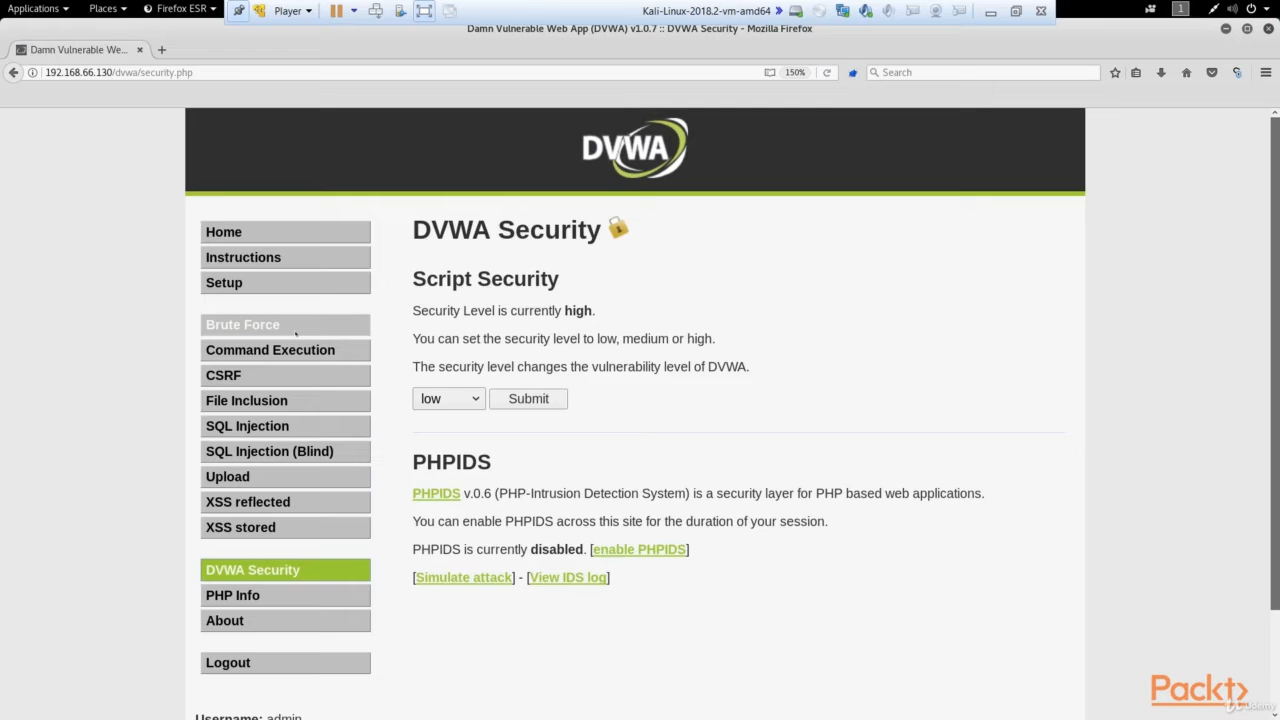 Applications Places Firefox ESR Player Kali-Linux-2018.2-vm-amd64 1
Damn Vulnerable Web App (DVWA) v1.0.7 :: DVWA Security - Mozilla Firefox
Damn Vulnerable We...
192.168.66.130/dvwa/security.php 150% Search
DVWA
Home
Instructions
Setup
Brute Force
Command Execution
CSRF
File Inclusion
SQL Injection
SQL Injection (Blind)
Upload
XSS reflected
XSS stored
DVWA Security
PHP Info
About
Logout
Username: admin
DVWA Security
Script Security
Security Level is currently high.
You can set the security level to low, medium or high.
The security level changes the vulnerability level of DVWA.
low Submit
PHPIDS
PHPIDS v.0.6 (PHP-Intrusion Detection System) is a security layer for PHP based web applications.
You can enable PHPIDS across this site for the duration of your session.
PHPIDS is currently disabled. [enable PHPIDS]
[Simulate attack] - [View IDS log]
Packt
Udemy